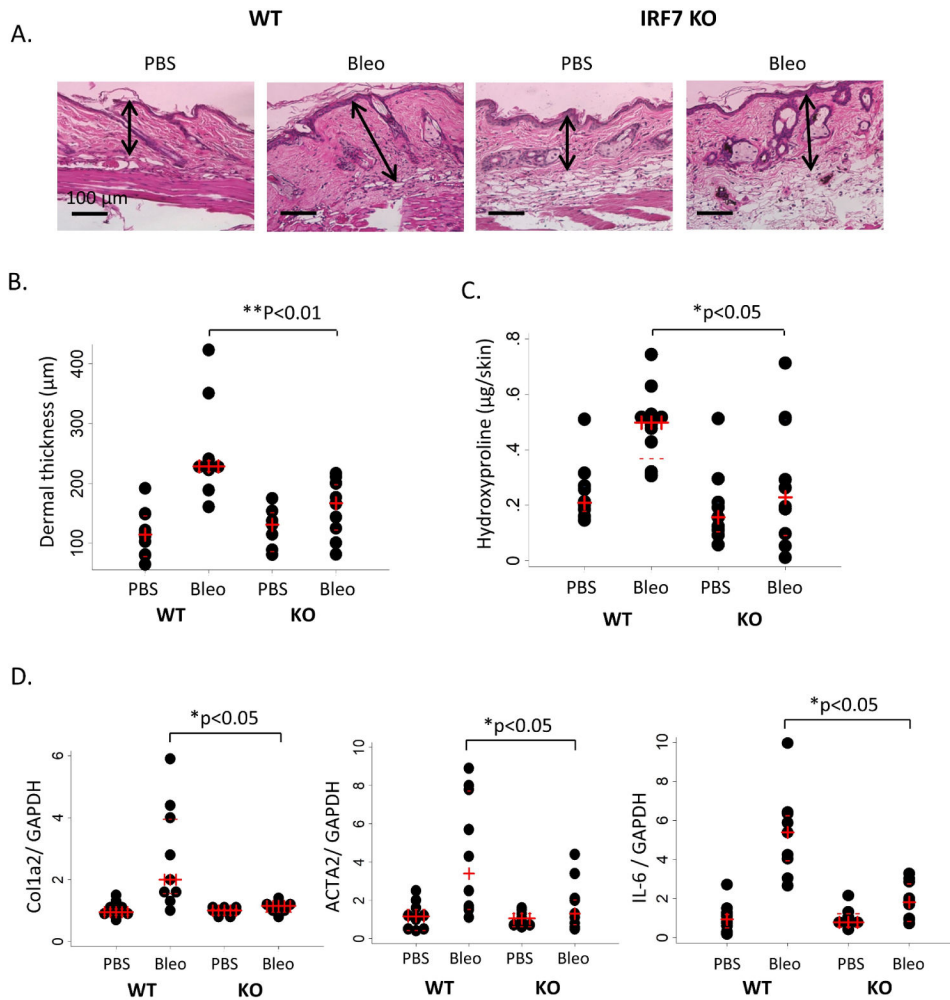 WT IRF7 KO
A.
PBS Bleo PBS Bleo
100 µm
B.
**P<0.01
Dermal thickness (µm)
400
300
200
100
PBS Bleo PBS Bleo
WT KO
C.
*p<0.05
Hydroxyproline (µg/skin)
.8
.6
.4
.2
0
PBS Bleo PBS Bleo
WT KO
D.
*p<0.05
Col1a2/ GAPDH
6
4
2
0
PBS Bleo PBS Bleo
WT KO
*p<0.05
ACTA2/ GAPDH
10
8
6
4
2
0
PBS Bleo PBS Bleo
WT KO
*p<0.05
IL-6 / GAPDH
10
8
6
4
2
0
PBS Bleo PBS Bleo
WT KO